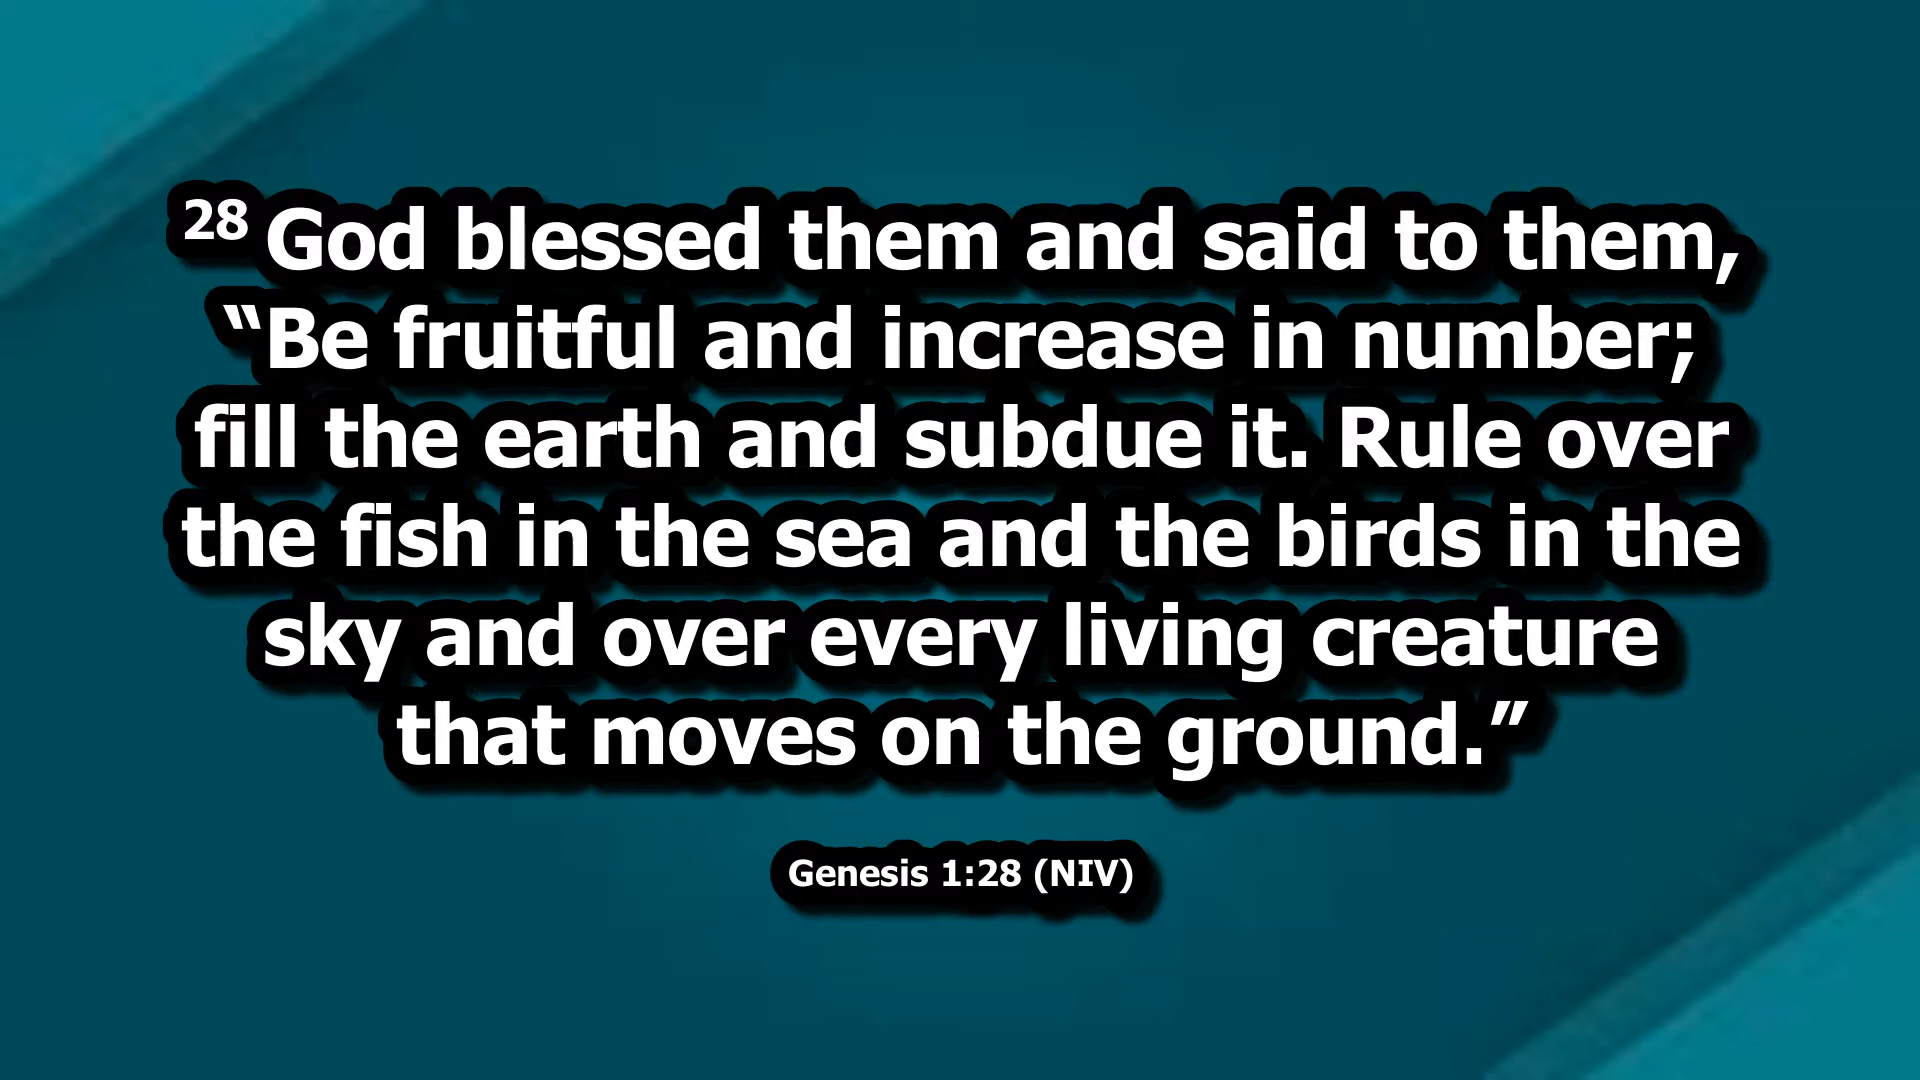 28 God blessed them and said to them,
“Be fruitful and increase in number;
fill the earth and subdue it. Rule over
the fish in the sea and the birds in the
sky and over every living creature
that moves on the ground.”
Genesis 1:28 (NIV)